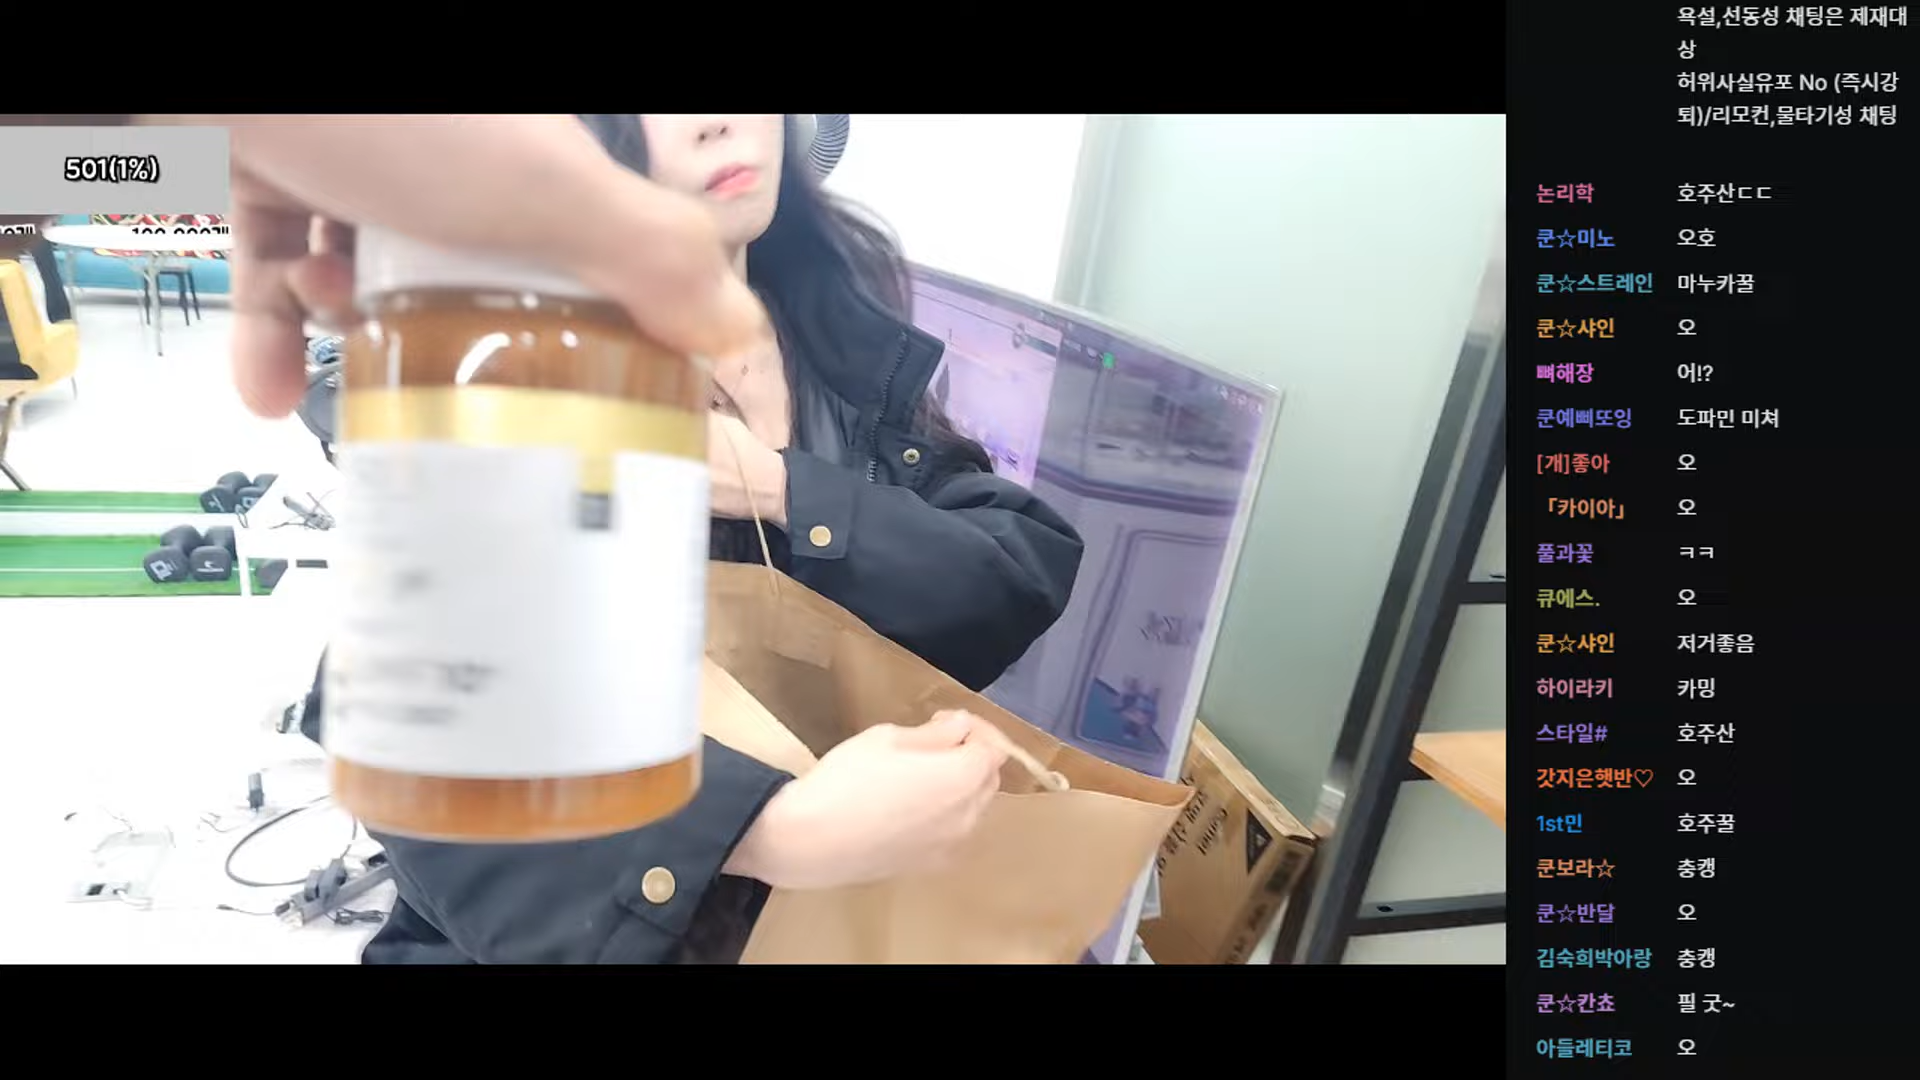 501(1%)
욕설,선동성 채팅은 제재대
상
허위사실유포 No (즉시강
퇴)/리모컨,물타기성 채팅
논리학 호주산ㄷㄷ
쿤☆미노 오호
쿤☆스트레인 마누카꿀
쿤☆샤인 오
뼈해장 어!?
쿤예삐또잉 도파민 미쳐
[개]좋아 오
「카이아」 오
풀과꽃 ㅋㅋ
큐에스. 오
쿤☆샤인 저거좋음
하이라키 카밍
스타일# 호주산
갓지은햇반♡ 오
1st민 호주꿀
쿤보라☆ 충캥
쿤☆반달 오
김숙희박아랑 충캥
쿤☆칸쵸 필 굿~
아들레티코 오